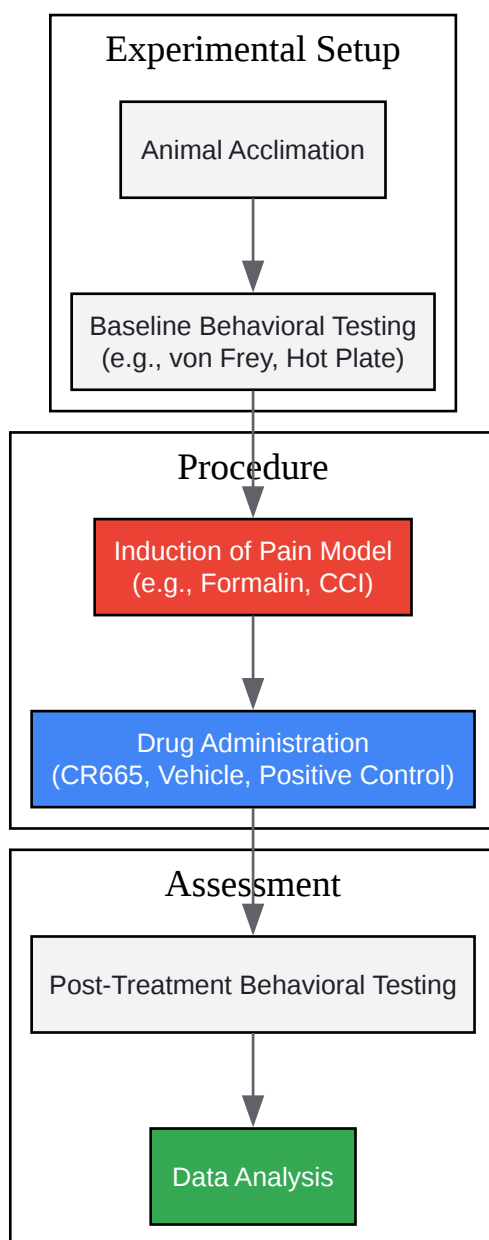 Experimental Setup
Animal Acclimation
Baseline Behavioral Testing
(e.g., von Frey, Hot Plate)
Procedure
Induction of Pain Model
(e.g., Formalin, CCI)
Drug Administration
(CR665, Vehicle, Positive Control)
Assessment
Post-Treatment Behavioral Testing
Data Analysis